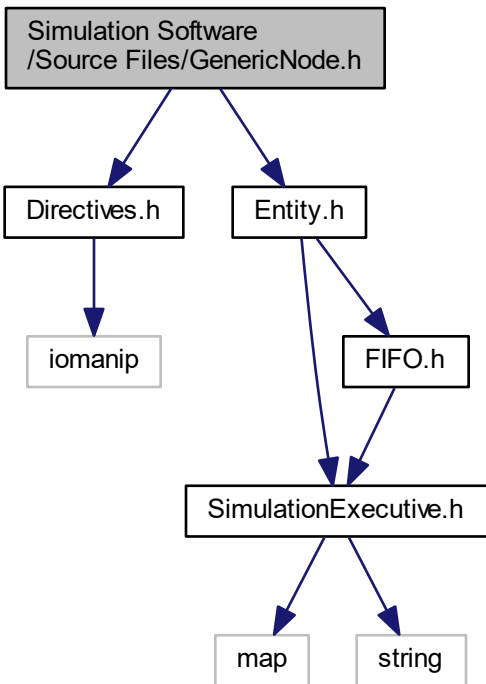 Simulation Software
/Source Files/GenericNode.h
Directives.h
Entity.h
iomanip
FIFO.h
SimulationExecutive.h
map
string